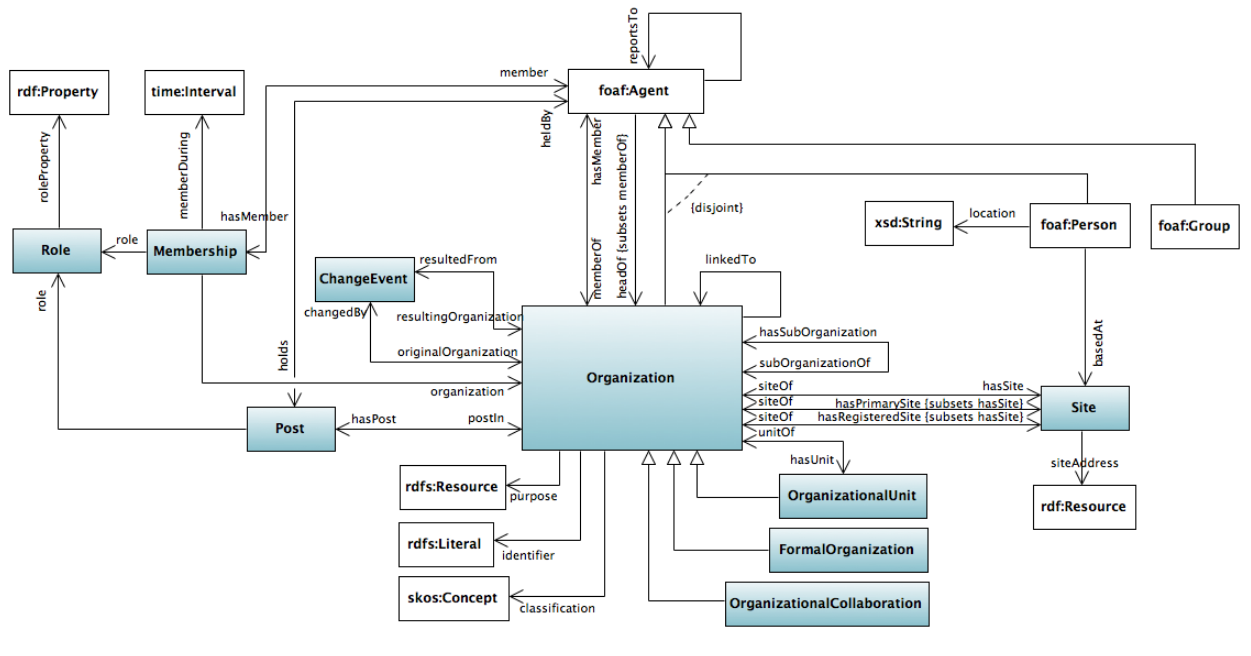 reportsTo
member
foaf:Agent
rdf:Property
time:Interval
heldBy
hasMember
headOf {subsets memberOf}
roleProperty
memberDuring
{disjoint}
hasMember
xsd:String
location
foaf:Person
foaf:Group
Role
role
Membership
resultedFrom
memberOf
linkedTo
ChangeEvent
role
changedBy
resultingOrganization
hasSubOrganization
basedAt
originalOrganization
subOrganizationOf
holds
Organization
organization
siteOf
hasSite
siteOf
hasPrimarySite {subsets hasSite}
Site
siteOf
hasRegisteredSite {subsets hasSite}
Post
hasPost
postIn
unitOf
hasUnit
siteAddress
rdfs:Resource
purpose
OrganizationalUnit
rdf:Resource
rdfs:Literal
identifier
FormalOrganization
skos:Concept
classification
OrganizationalCollaboration